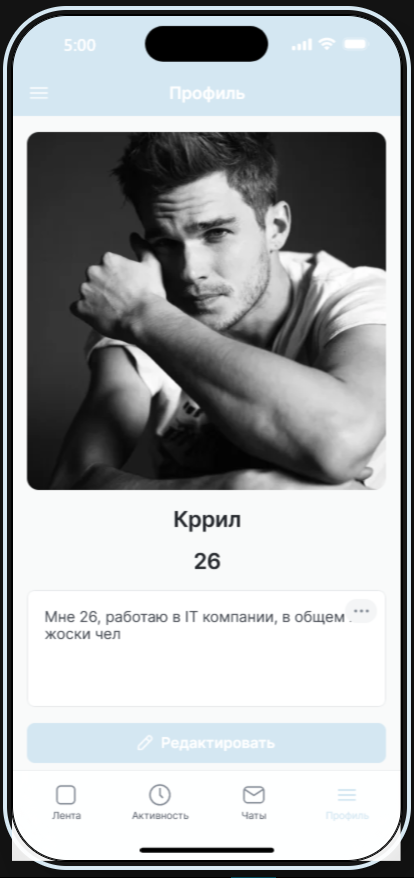 5:00
Профиль
Кррил
26
Мне 26, работаю в IT компании, в общем
жоски чел
Редактировать
Лента
Активность
Чаты
Профиль